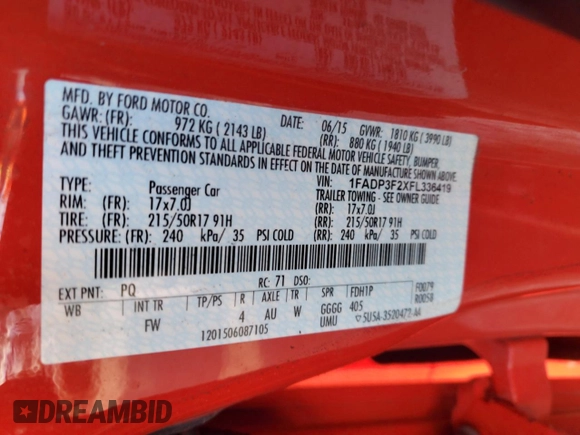 MFD. BY FORD MOTOR CO.
DATE: 06/15 GVWR: 1810 KG ( 3990 LB)
GAWR: (FR): 972 KG ( 2143 LB) (RR): 880 KG ( 1940 LB)
THIS VEHICLE CONFORMS TO ALL APPLICABLE FEDERAL MOTOR VEHICLE SAFETY, BUMPER,
AND THEFT PREVENTION STANDARDS IN EFFECT ON THE DATE OF MANUFACTURE SHOWN ABOVE.
VIN: 1FADP3F2XFL336419
TYPE: Passenger Car TRAILER TOWING - SEE OWNER GUIDE
RIM: (FR): 17x7.0J (RR): 17x7.0J
TIRE: (FR): 215/50R17 91H (RR): 215/50R17 91H
PRESSURE: (FR): 240 kPa/ 35 PSI COLD (RR): 240 kPa/ 35 PSI COLD
EXT PNT: PQ RC: 71 DSO: F0079
WB INT TR TP/PS R AXLE TR SPR FDH1P R0058
FW 4 AU W GGGG 405
UMU 5U5A-3520472-AA
1201506087105
DREAMBID